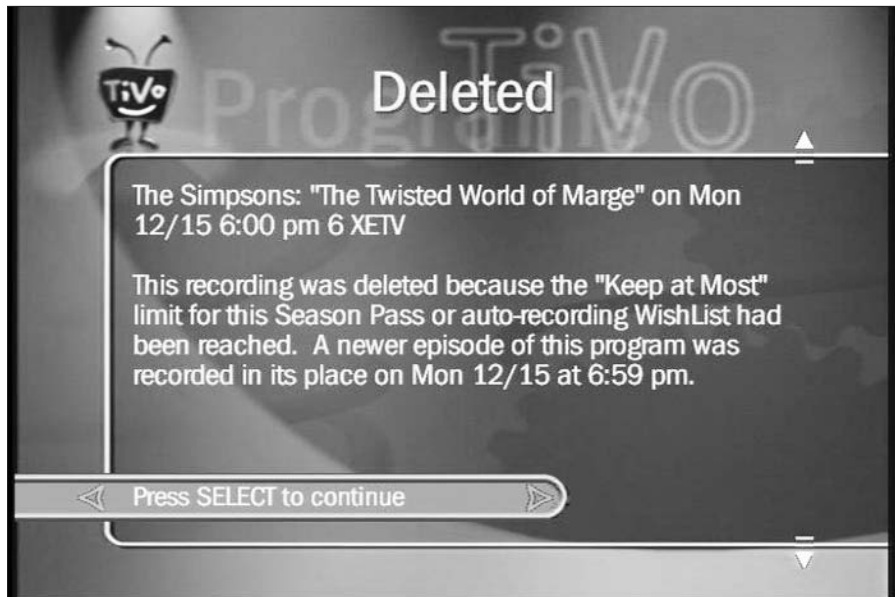 TiVo
TiVo
Programs
Deleted
The Simpsons: "The Twisted World of Marge" on Mon
12/15 6:00 pm 6 XETV
This recording was deleted because the "Keep at Most"
limit for this Season Pass or auto-recording WishList had
been reached.  A newer episode of this program was
recorded in its place on Mon 12/15 at 6:59 pm.
Press SELECT to continue